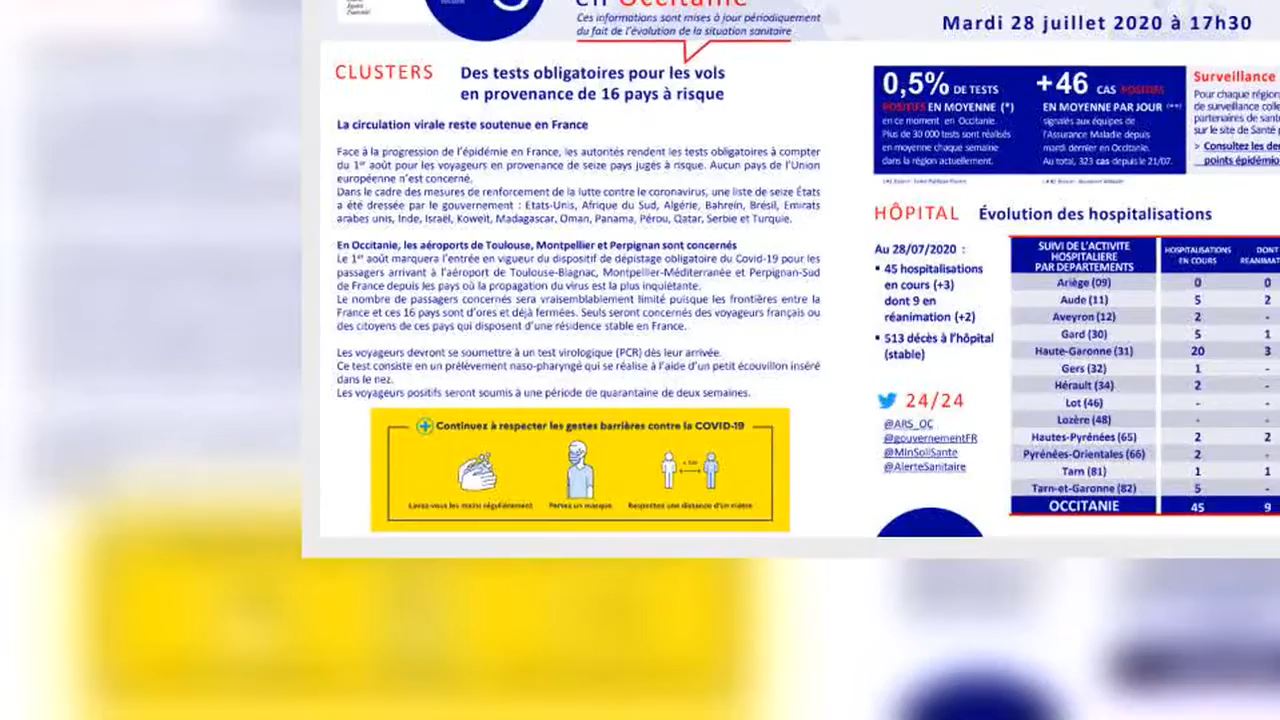 en Occitanie
Ces informations sont mises à jour périodiquement
du fait de l'évolution de la situation sanitaire
Mardi 28 juillet 2020 à 17h30
CLUSTERS
Des tests obligatoires pour les vols
en provenance de 16 pays à risque
La circulation virale reste soutenue en France
Face à la progression de l'épidémie en France, les autorités rendent les tests obligatoires à compter
du 1er août pour les voyageurs en provenance de seize pays jugés à risque. Aucun pays de l'Union
européenne n'est concerné.
Dans le cadre des mesures de renforcement de la lutte contre le coronavirus, une liste de seize États
a été dressée par le gouvernement : Etats-Unis, Afrique du Sud, Algérie, Bahreïn, Brésil, Emirats
arabes unis, Inde, Israël, Koweït, Madagascar, Oman, Panama, Pérou, Qatar, Serbie et Turquie.
En Occitanie, les aéroports de Toulouse, Montpellier et Perpignan sont concernés
Le 1er août marquera l'entrée en vigueur du dispositif de dépistage obligatoire du Covid-19 pour les
passagers arrivant à l'aéroport de Toulouse-Blagnac, Montpellier-Méditerranée et Perpignan-Sud
de France depuis les pays où la propagation du virus est la plus inquiétante.
Le nombre de passagers concernés sera vraisemblablement limité puisque les frontières entre la
France et ces 16 pays sont d'ores et déjà fermées. Seuls seront concernés des voyageurs français ou
des citoyens de ces pays qui disposent d'une résidence stable en France.
Les voyageurs devront se soumettre à un test virologique (PCR) dès leur arrivée.
Ce test consiste en un prélèvement naso-pharyngé qui se réalise à l'aide d'un petit écouvillon inséré
dans le nez.
Les voyageurs positifs seront soumis à une période de quarantaine de deux semaines.
Continuez à respecter les gestes barrières contre la COVID-19
Lavez-vous les mains régulièrement
Portez un masque
Respectez une distance d'un mètre
0,5% DE TESTS
POSITIFS EN MOYENNE (*)
en ce moment en Occitanie.
Plus de 30 000 tests sont réalisés
en moyenne chaque semaine
dans la région actuellement.
+46 CAS POSITIFS
EN MOYENNE PAR JOUR (**)
signalés aux équipes de
l'Assurance Maladie depuis
mardi dernier en Occitanie.
Au total, 323 cas depuis le 21/07.
Surveillance
Pour chaque région
de surveillance colle
partenaires de sant
sur le site de Santé p
> Consultez les der
points épidémio
HÔPITAL
Évolution des hospitalisations
Au 28/07/2020 :
▪ 45 hospitalisations
en cours (+3)
dont 9 en
réanimation (+2)
▪ 513 décès à l'hôpital
(stable)
24/24
@ARS_OC
@gouvernementFR
@MinSoliSante
@AlerteSanitaire
SUIVI DE L'ACTIVITE
HOSPITALIERE
PAR DEPARTEMENTS
HOSPITALISATIONS
EN COURS
DONT
REANIMAT
Ariège (09) 0 0
Aude (11) 5 2
Aveyron (12) 2 -
Gard (30) 5 1
Haute-Garonne (31) 20 3
Gers (32) 1 -
Hérault (34) 2 -
Lot (46) - -
Lozère (48) - -
Hautes-Pyrénées (65) 2 2
Pyrénées-Orientales (66) 2 -
Tarn (81) 1 1
Tarn-et-Garonne (82) 5 -
OCCITANIE 45 9